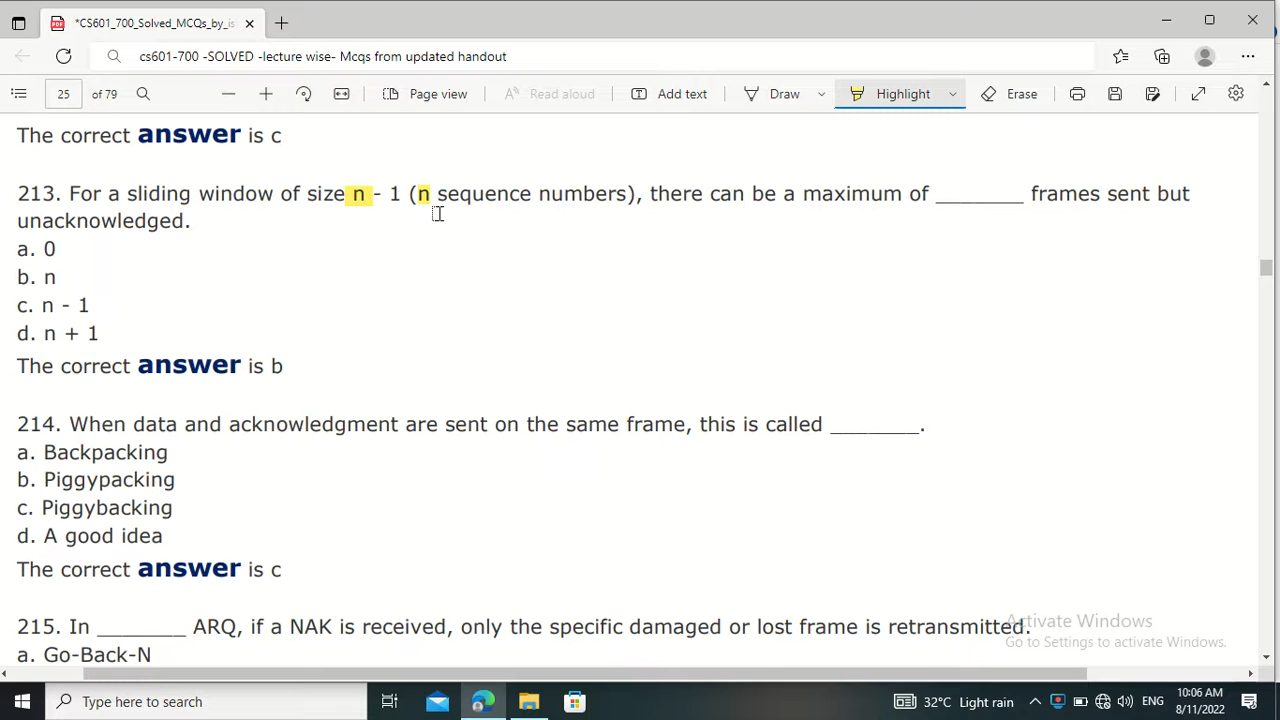 *CS601_700_Solved_MCQs_by_is
cs601-700 -SOLVED -lecture wise- Mcqs from updated handout
25 of 79 Page view Read aloud Add text Draw Highlight Erase
The correct answer is c
213. For a sliding window of size n - 1 (n sequence numbers), there can be a maximum of _______ frames sent but
unacknowledged.
a. 0
b. n
c. n - 1
d. n + 1
The correct answer is b
214. When data and acknowledgment are sent on the same frame, this is called _______.
a. Backpacking
b. Piggypacking
c. Piggybacking
d. A good idea
The correct answer is c
215. In _______ ARQ, if a NAK is received, only the specific damaged or lost frame is retransmitted.
a. Go-Back-N
Activate Windows
Go to Settings to activate Windows.
Type here to search
32°C Light rain
ENG
10:06 AM
8/11/2022